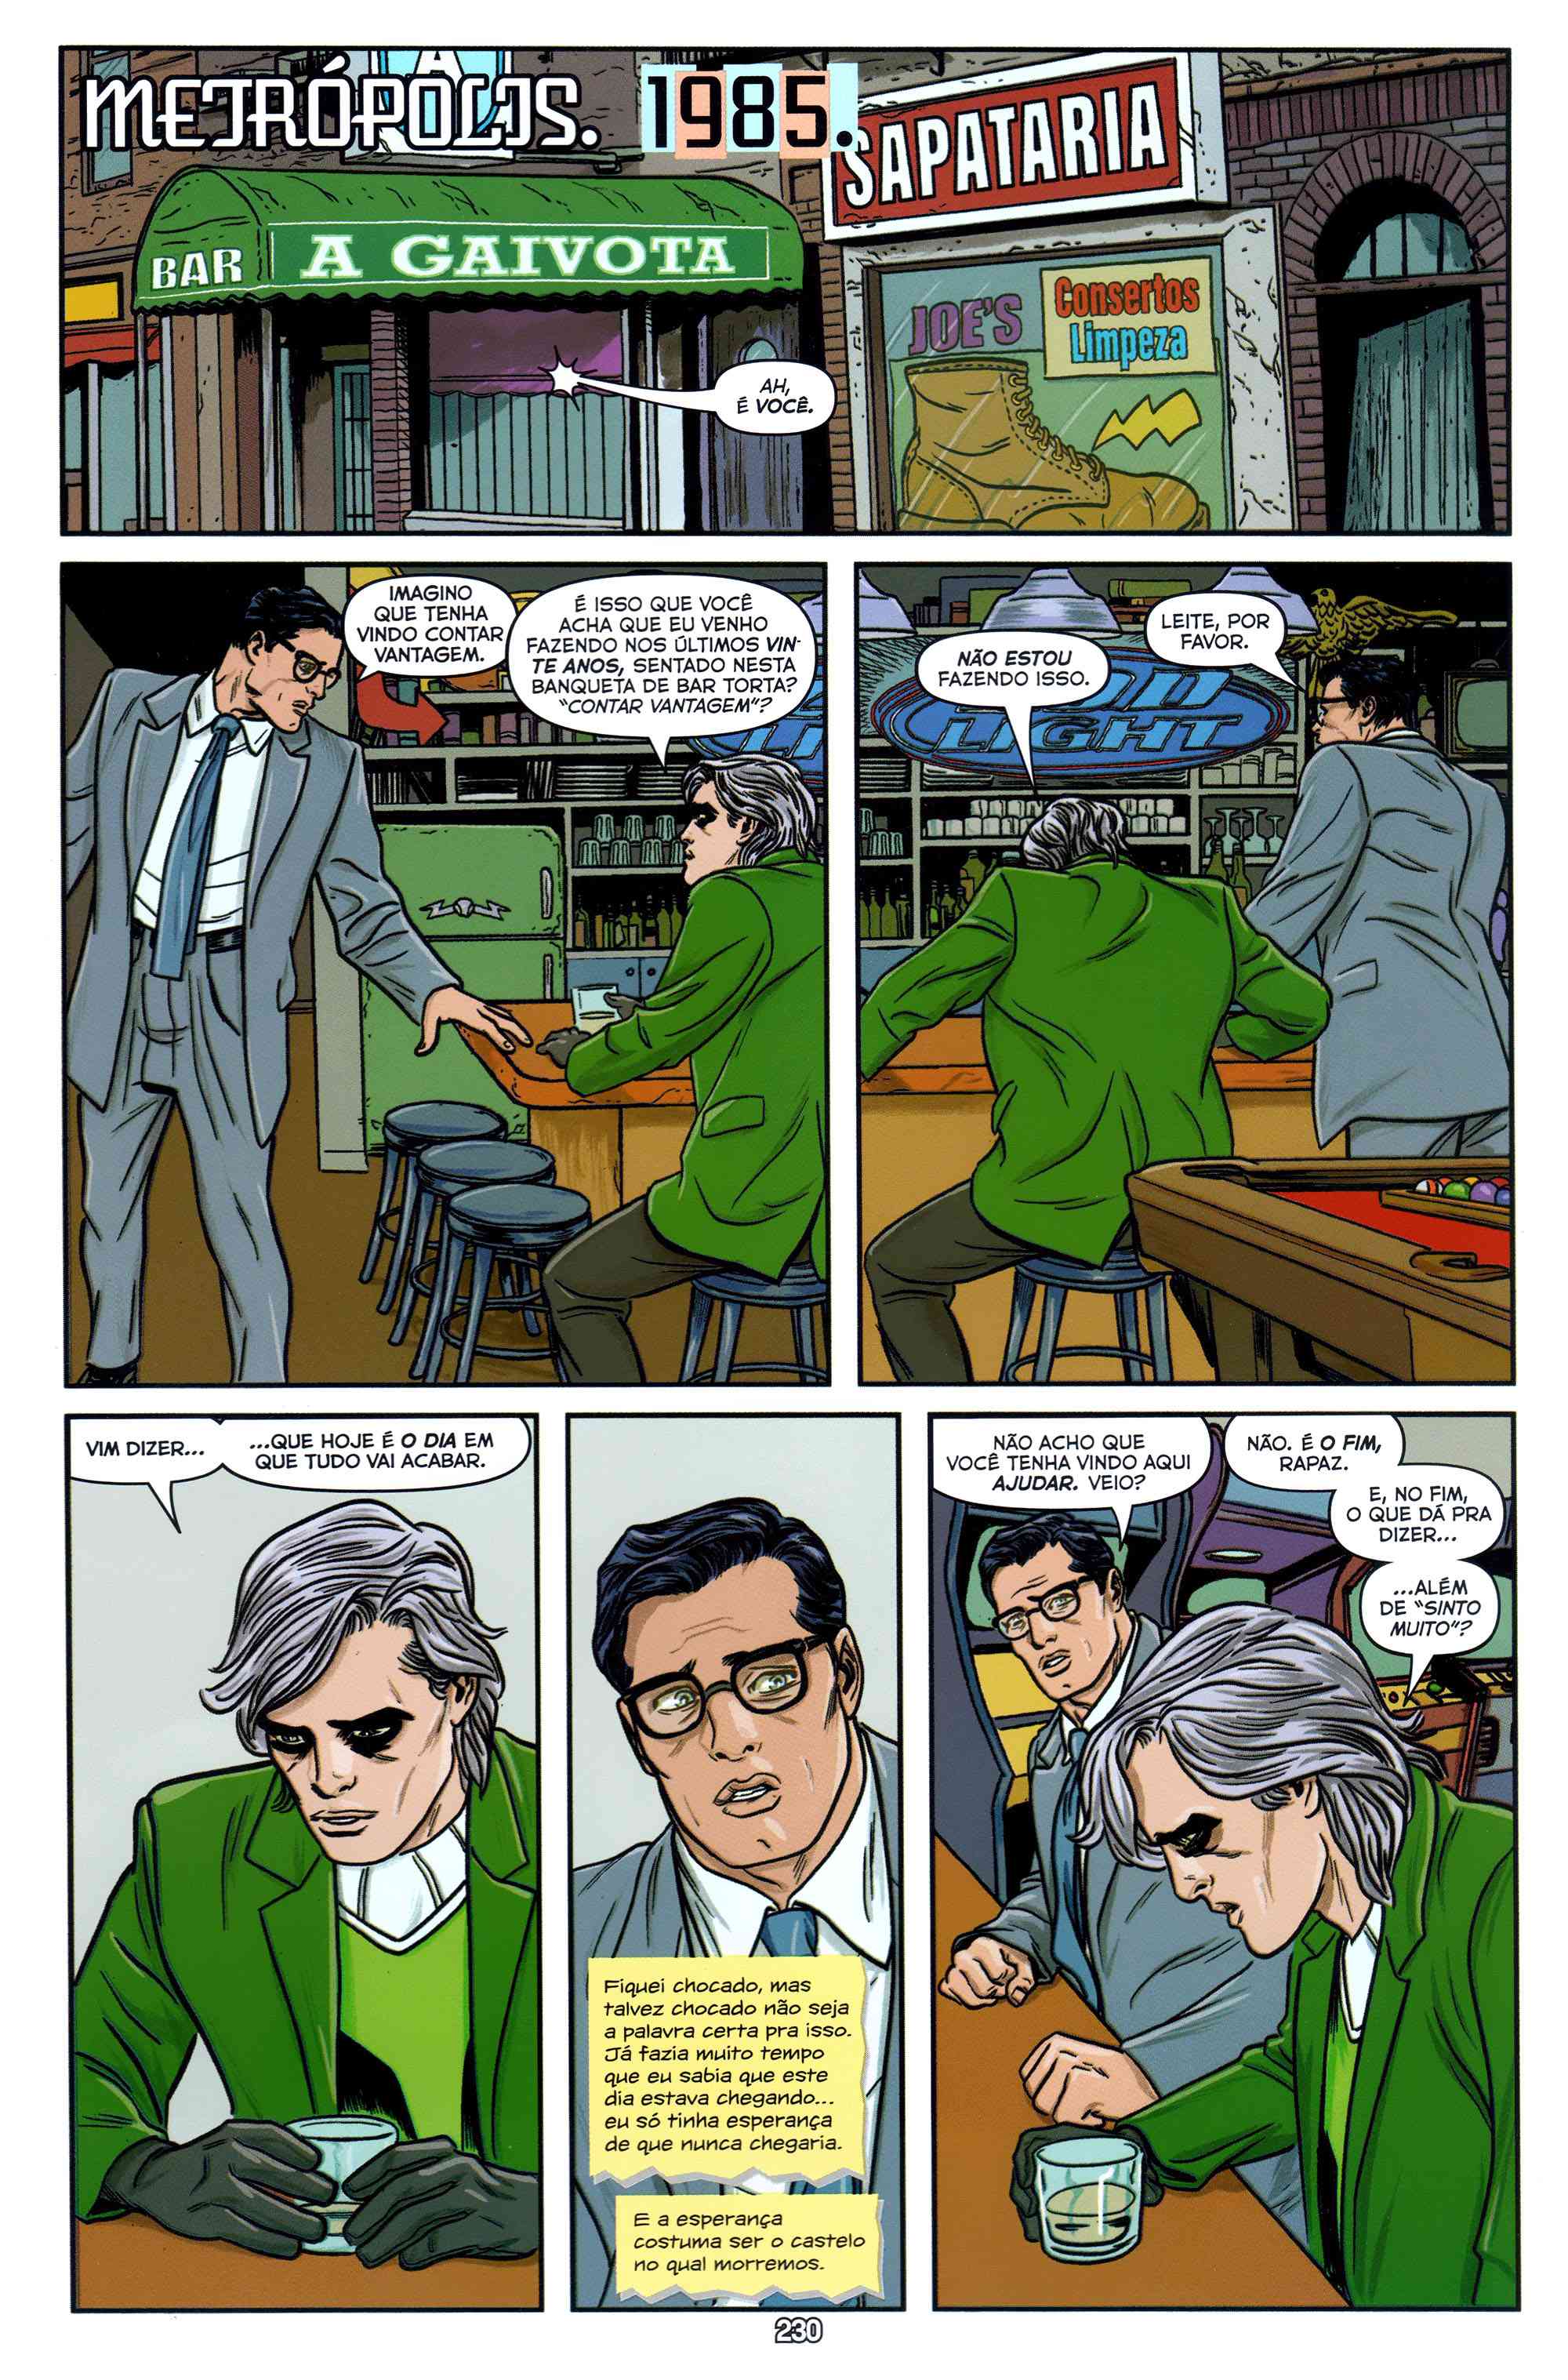 METRÓPOLIS. 1985.
A
BAR
A GAIVOTA
SAPATARIA
JOE'S
Consertos
Limpeza
AH,
É VOCÊ.
IMAGINO
QUE TENHA
VINDO CONTAR
VANTAGEM.
É ISSO QUE VOCÊ
ACHA QUE EU VENHO
FAZENDO NOS ÚLTIMOS VIN-
TE ANOS, SENTADO NESTA
BANQUETA DE BAR TORTA?
"CONTAR VANTAGEM"?
NÃO ESTOU
FAZENDO ISSO.
LEITE, POR
FAVOR.
LIGHT
VIM DIZER...
...QUE HOJE É O DIA EM
QUE TUDO VAI ACABAR.
Fiquei chocado, mas
talvez chocado não seja
a palavra certa pra isso.
Já fazia muito tempo
que eu sabia que este
dia estava chegando...
eu só tinha esperança
de que nunca chegaria.
E a esperança
costuma ser o castelo
no qual morremos.
NÃO ACHO QUE
VOCÊ TENHA VINDO AQUI
AJUDAR. VEIO?
NÃO. É O FIM,
RAPAZ.
E, NO FIM,
O QUE DÁ PRA
DIZER...
...ALÉM
DE "SINTO
MUITO"?
230